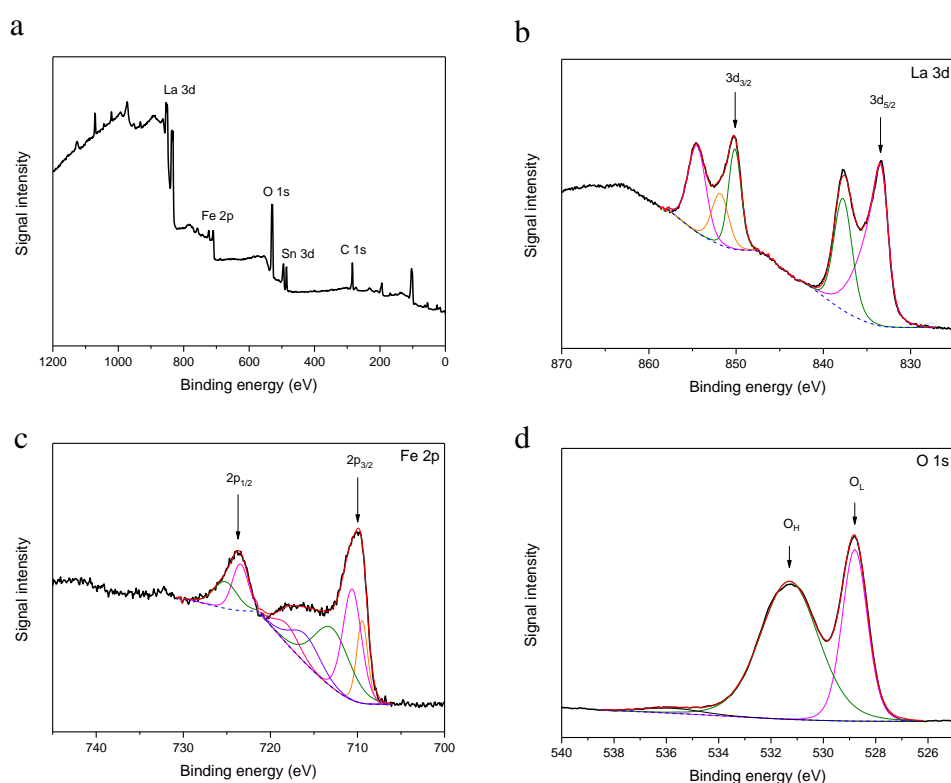 a
La 3d
Fe 2p
O 1s
Sn 3d
C 1s
Signal intensity
1200 1000 800 600 400 200 0
Binding energy (eV)
b
La 3d
3d3/2
3d5/2
Signal intensity
870 860 850 840 830
Binding energy (eV)
c
Fe 2p
2p1/2
2p3/2
Signal intensity
740 730 720 710 700
Binding energy (eV)
d
O 1s
OH
OL
Signal intensity
540 538 536 534 532 530 528 526
Binding energy (eV)